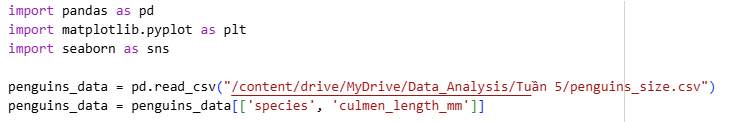 import pandas as pd
import matplotlib.pyplot as plt
import seaborn as sns
penguins_data = pd.read_csv("/content/drive/MyDrive/Data_Analysis/Tuần 5/penguins_size.csv")
penguins_data = penguins_data[['species', 'culmen_length_mm']]